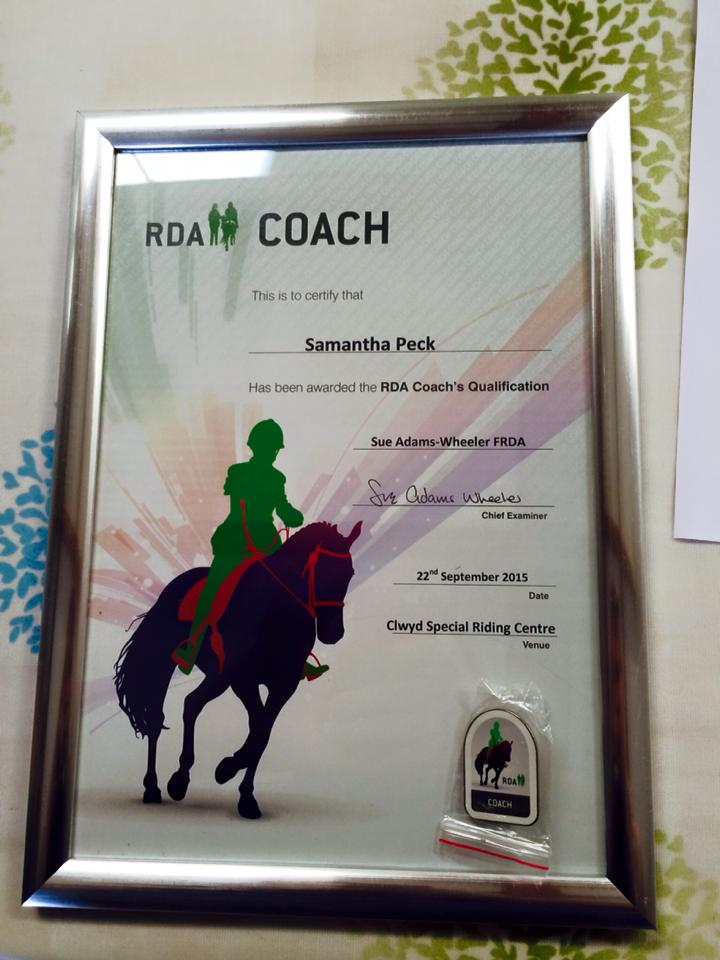 RDA COACH
This is to certify that
Samantha Peck
Has been awarded the RDA Coach's Qualification
Sue Adams-Wheeler FRDA
Sue Adams Wheeler
Chief Examiner
22nd September 2015
Date
Clwyd Special Riding Centre
Venue
RDA
COACH